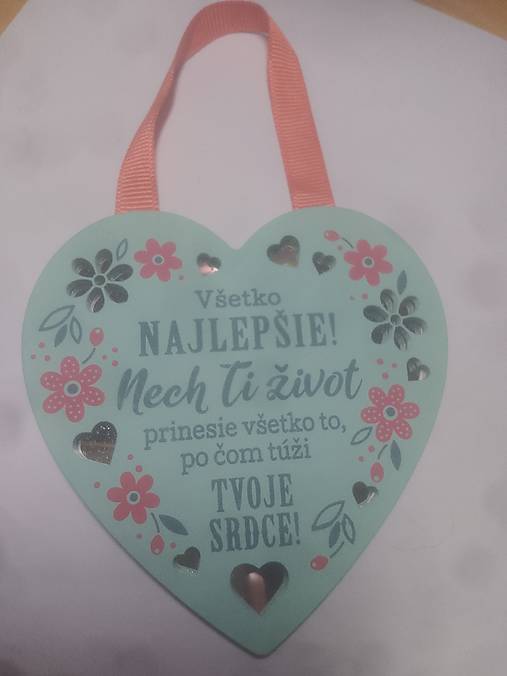 Všetko
NAJLEPŠIE!
Nech Ti život
prinesie všetko to,
po čom túži
TVOJE
SRDCE!